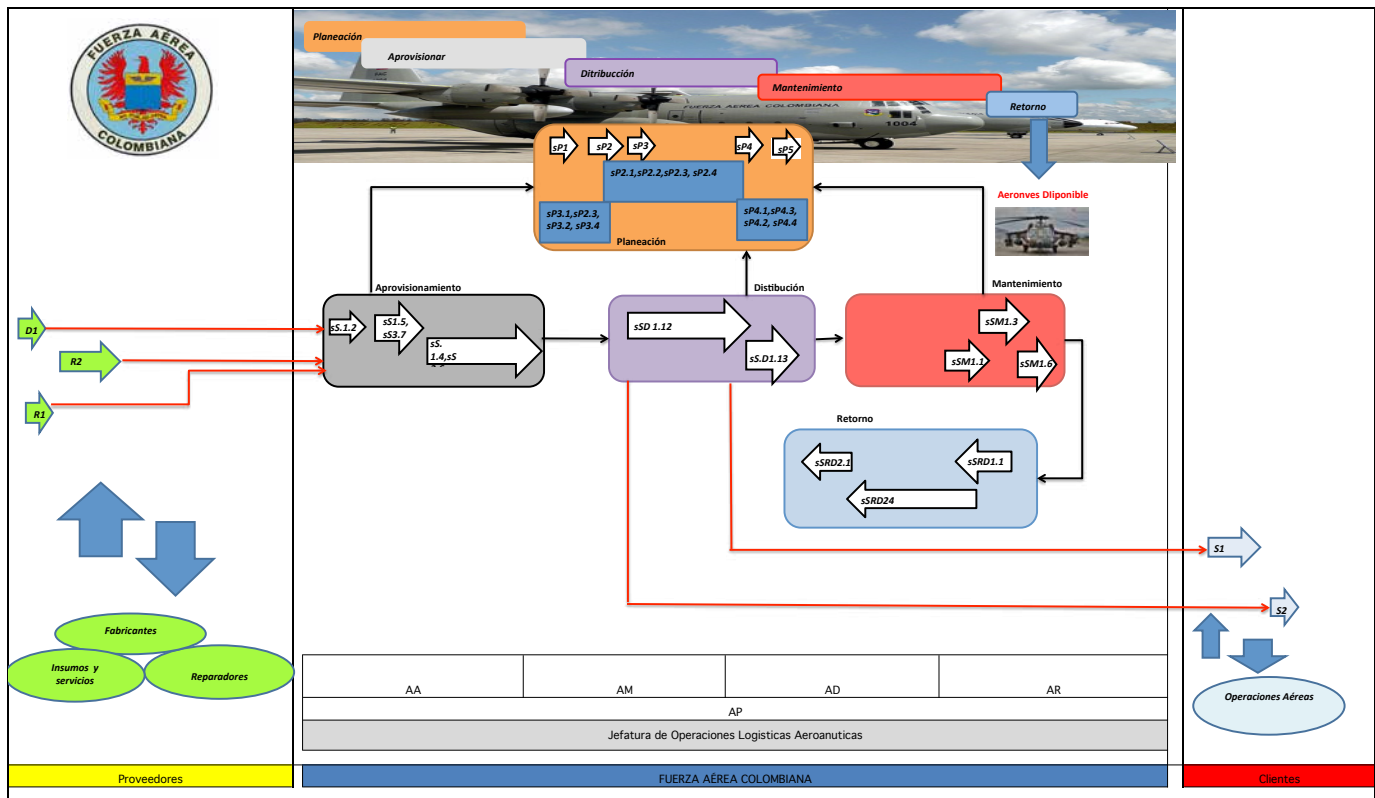 FUERZA AÉREA
COLOMBIANA
Planeación
Aprovisionar
Ditribucción
Mantenimiento
Retorno
FUERZA AEREA COLOMBIANA
1004
sP1
sP2
sP3
sP4
sP5
sP2.1,sP2.2,sP2.3, sP2.4
sP3.1,sP2.3,
sP3.2, sP3.4
sP4.1,sP4.3,
sP4.2, sP4.4
Planeación
Aeronves DIiponible
Aprovisionamiento
sS.1.2
sS1.5,
sS3.7
sS.
1.4,sS
Distibución
sSD 1.12
sS.D1.13
Mantenimiento
sSM1.3
sSM1.1
sSM1.6
Retorno
sSRD2.1
sSRD1.1
sSRD24
D1
R2
R1
S1
S2
Fabricantes
Insumos y
servicios
Reparadores
Operaciones Aéreas
AA
AM
AD
AR
AP
Jefatura de Operaciones Logisticas Aeroanuticas
Proveedores
FUERZA AÉREA COLOMBIANA
Clientes